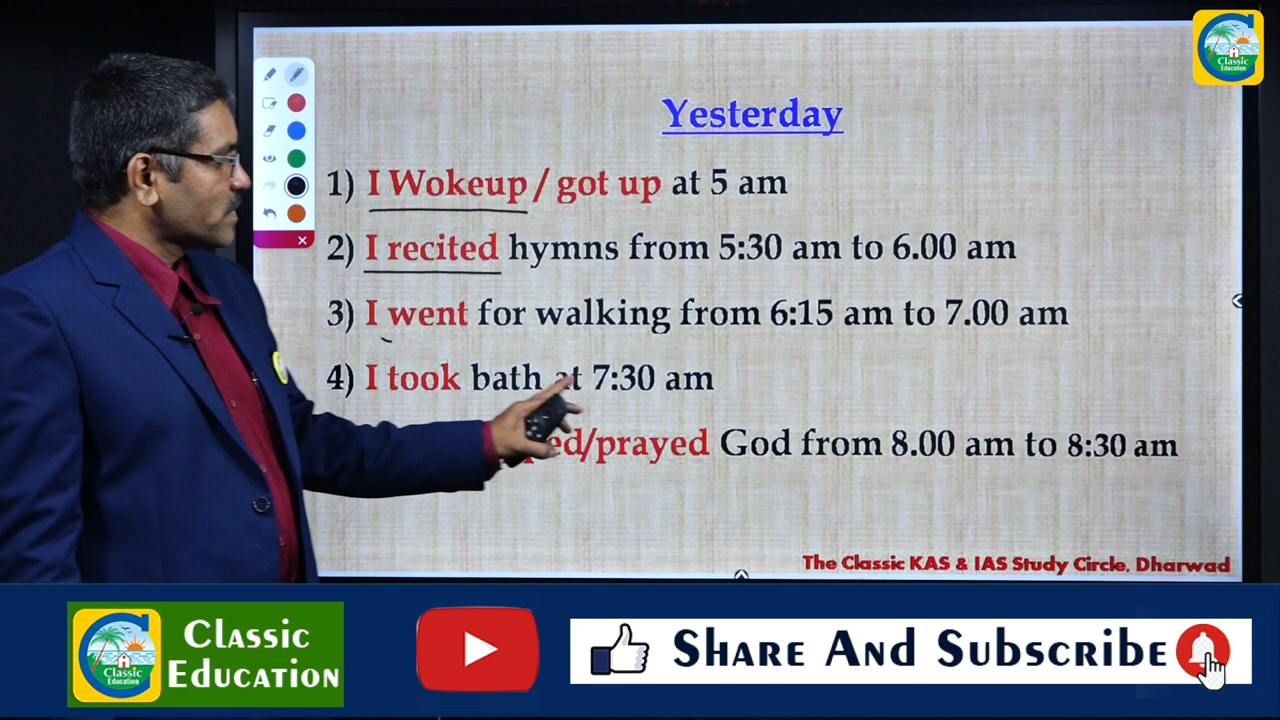 Classic
Education
Yesterday
1) I Wokeup / got up at 5 am
2) I recited hymns from 5:30 am to 6.00 am
3) I went for walking from 6:15 am to 7.00 am
4) I took bath at 7:30 am
/prayed God from 8.00 am to 8:30 am
The Classic KAS & IAS Study Circle, Dharwad
Classic
Education
CLASSIC
EDUCATION
SHARE AND SUBSCRIBE